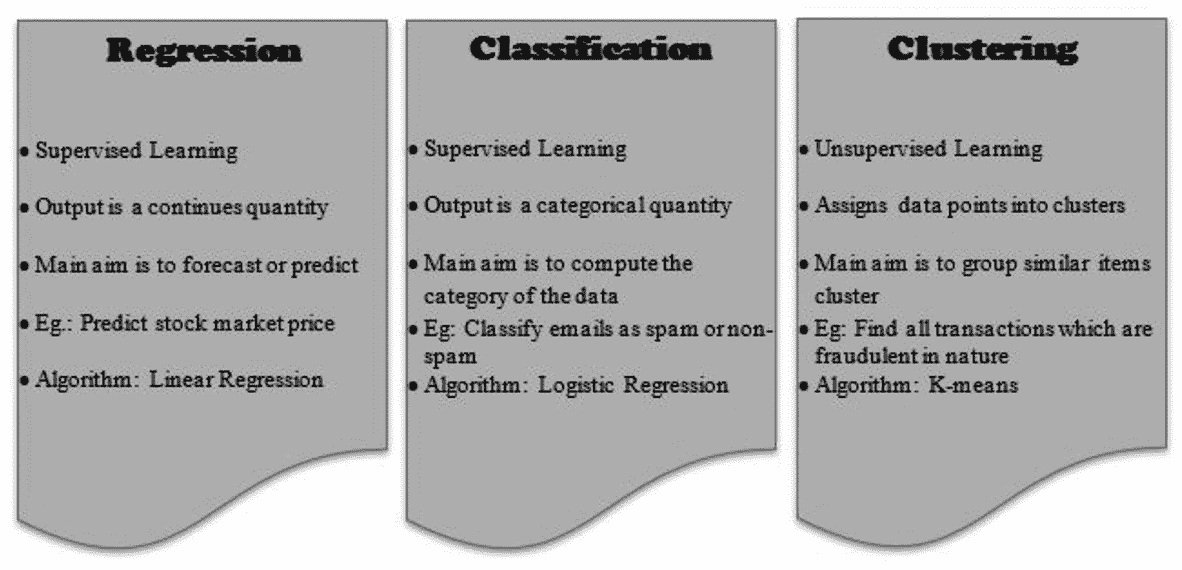 Regression
• Supervised Learning
• Output is a continues quantity
• Main aim is to forecast or predict
• Eg.: Predict stock market price
• Algorithm: Linear Regression
Classification
• Supervised Learning
• Output is a categorical quantity
• Main aim is to compute the
category of the data
• Eg: Classify emails as spam or non-
spam
• Algorithm: Logistic Regression
Clustering
• Unsupervised Learning
• Assigns data points into clusters
• Main aim is to group similar items
cluster
• Eg: Find all transactions which are
fraudulent in nature
• Algorithm: K-means